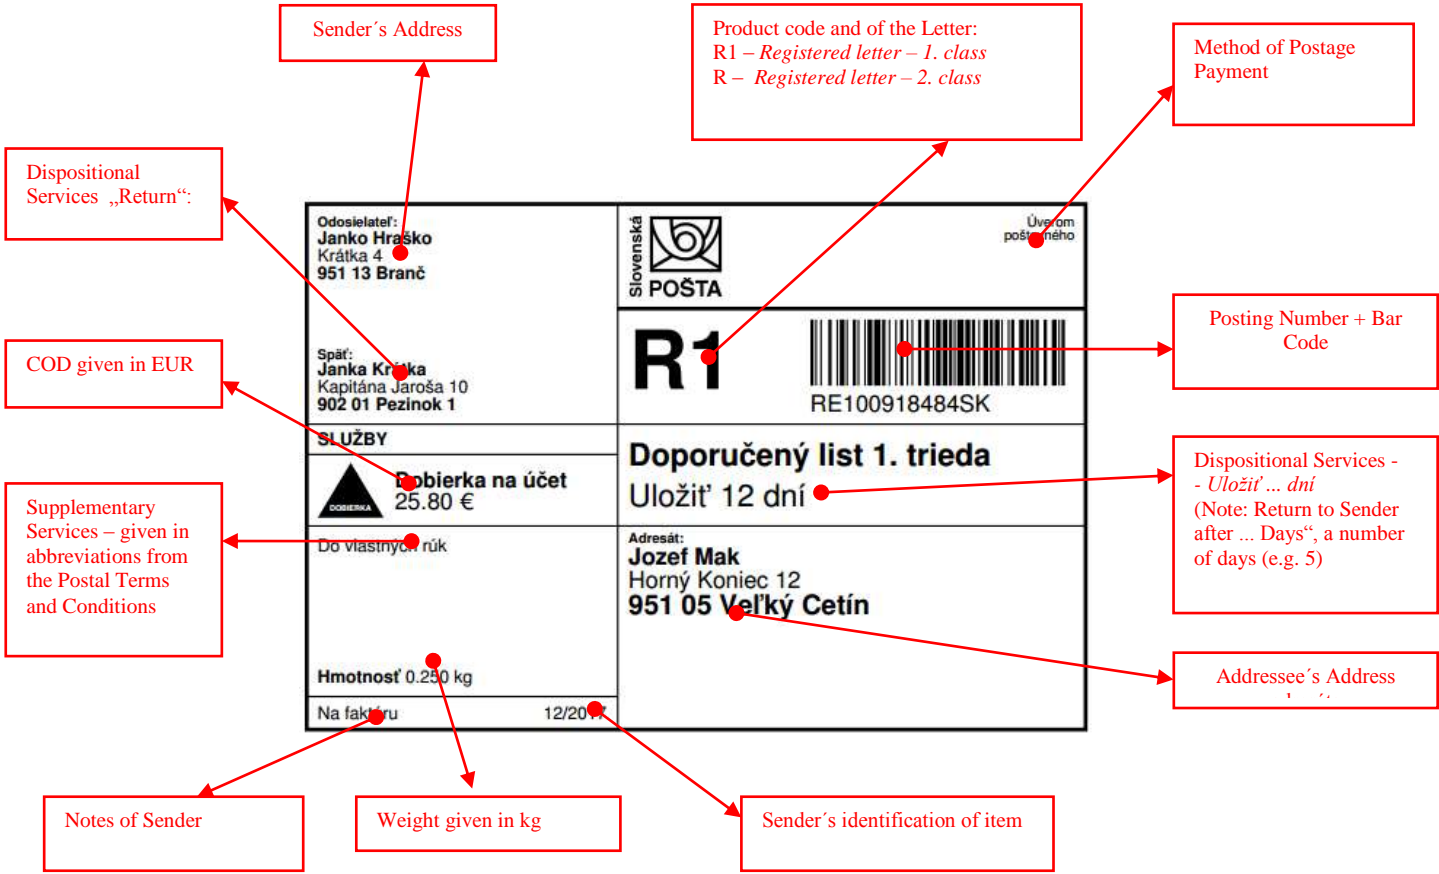 Sender´s Address
Product code and of the Letter:
R1 – Registered letter – 1. class
R – Registered letter – 2. class
Method of Postage
Payment
Dispositional
Services „Return“:
Odosielateľ:
Janko Hraško
Krátka 4
951 13 Branč
Slovenská
POŠTA
Úverom
poštovného
Posting Number + Bar
Code
COD given in EUR
Späť:
Janka Krátka
Kapitána Jaroša 10
902 01 Pezinok 1
R1
RE100918484SK
SLUŽBY
DOBIERKA
Dobierka na účet
25.80 €
Doporučený list 1. trieda
Uložiť 12 dní
Dispositional Services -
- Uložiť ... dní
(Note: Return to Sender
after ... Days“, a number
of days (e.g. 5)
Supplementary
Services – given in
abbreviations from
the Postal Terms
and Conditions
Do vlastných rúk
Adresát:
Jozef Mak
Horný Koniec 12
951 05 Veľký Cetín
Addressee´s Address
Hmotnosť 0.250 kg
Na faktúru 12/2017
Notes of Sender
Weight given in kg
Sender´s identification of item